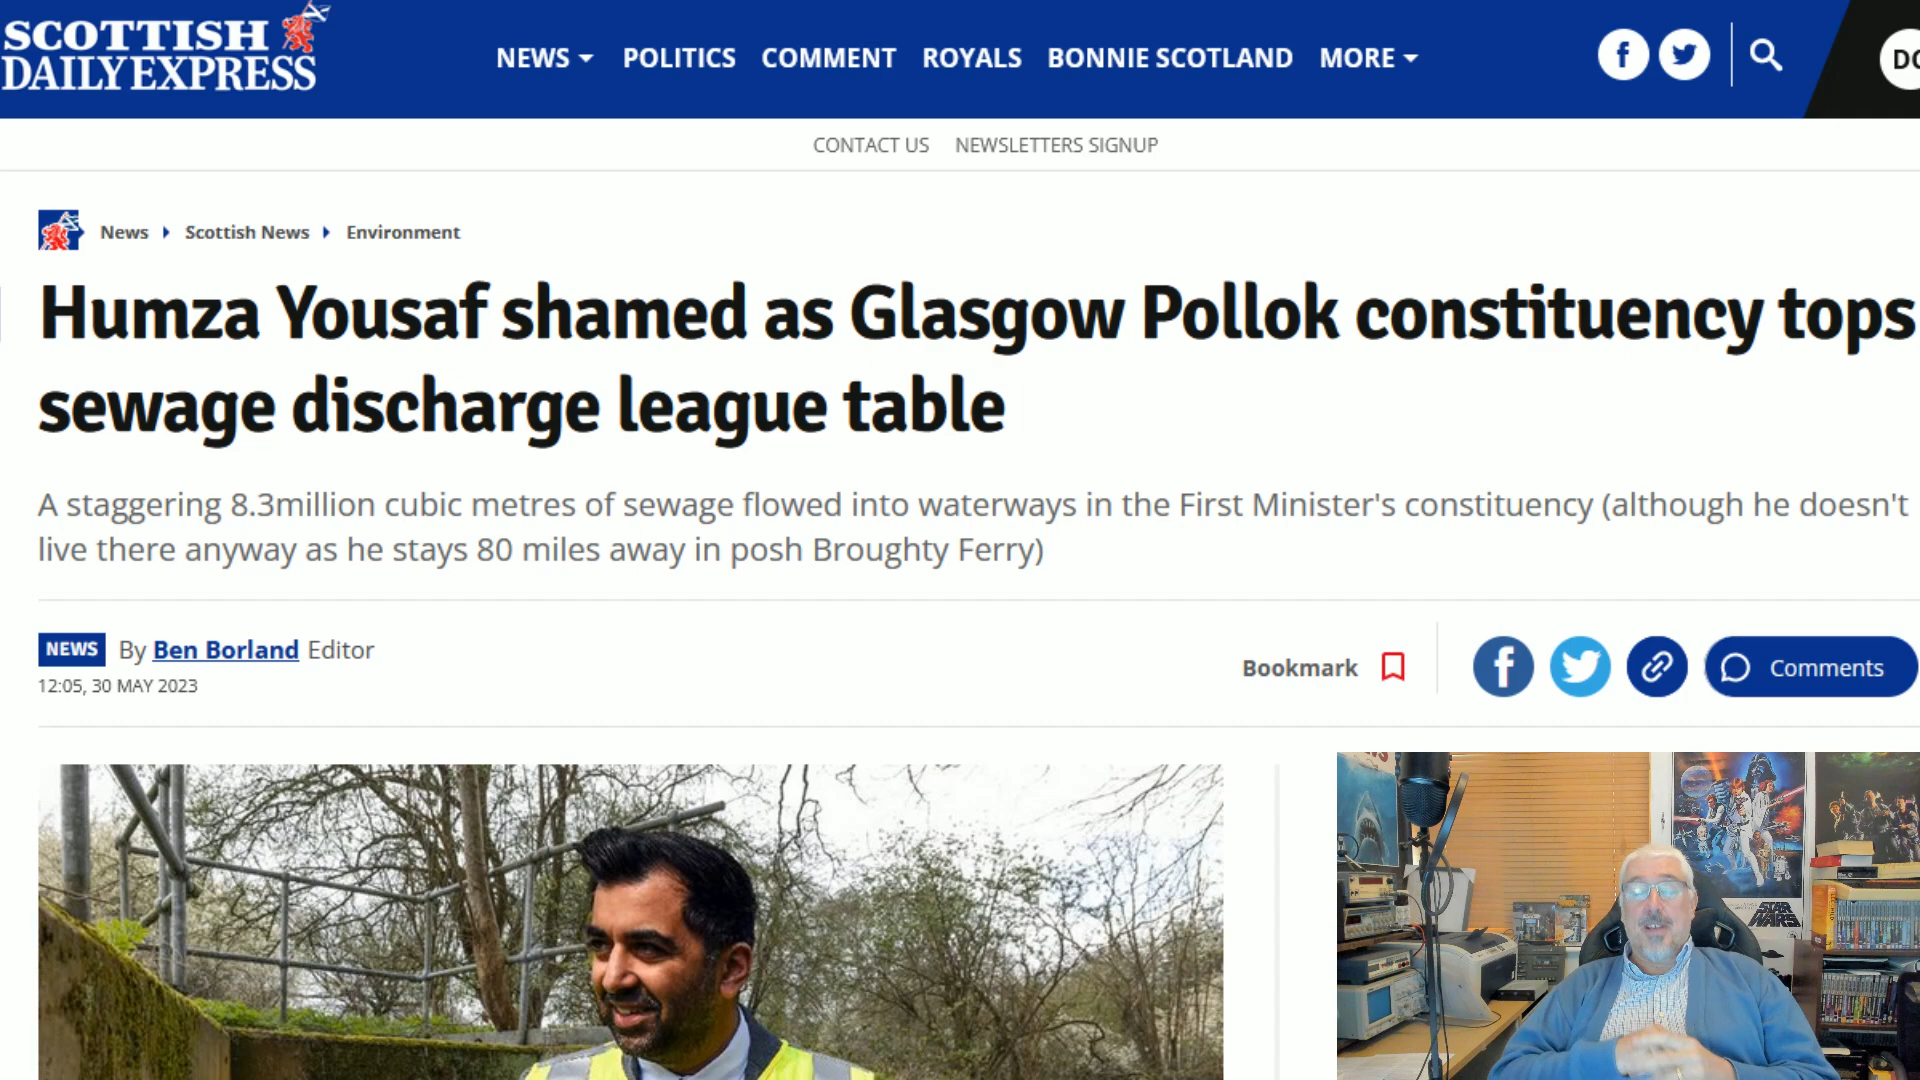 SCOTTISH
DAILY EXPRESS
NEWS
POLITICS
COMMENT
ROYALS
BONNIE SCOTLAND
MORE
CONTACT US
NEWSLETTERS SIGNUP
News
Scottish News
Environment
Humza Yousaf shamed as Glasgow Pollok constituency tops
sewage discharge league table
A staggering 8.3million cubic metres of sewage flowed into waterways in the First Minister's constituency (although he doesn't
live there anyway as he stays 80 miles away in posh Broughty Ferry)
NEWS By Ben Borland Editor
12:05, 30 MAY 2023
Bookmark
Comments
STAR
WARS